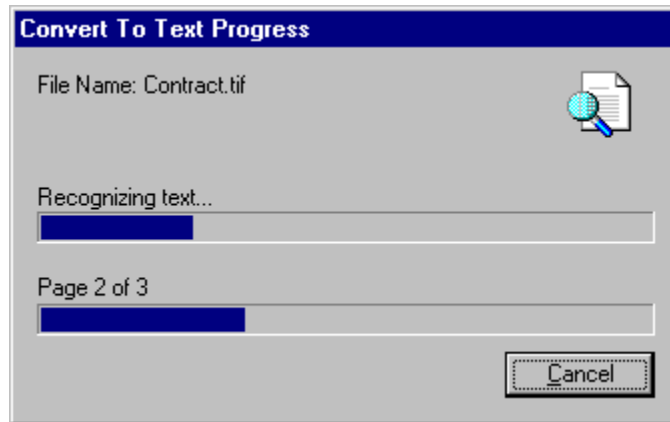 Convert To Text Progress
File Name: Contract.tif
Recognizing text...
Page 2 of 3
Cancel